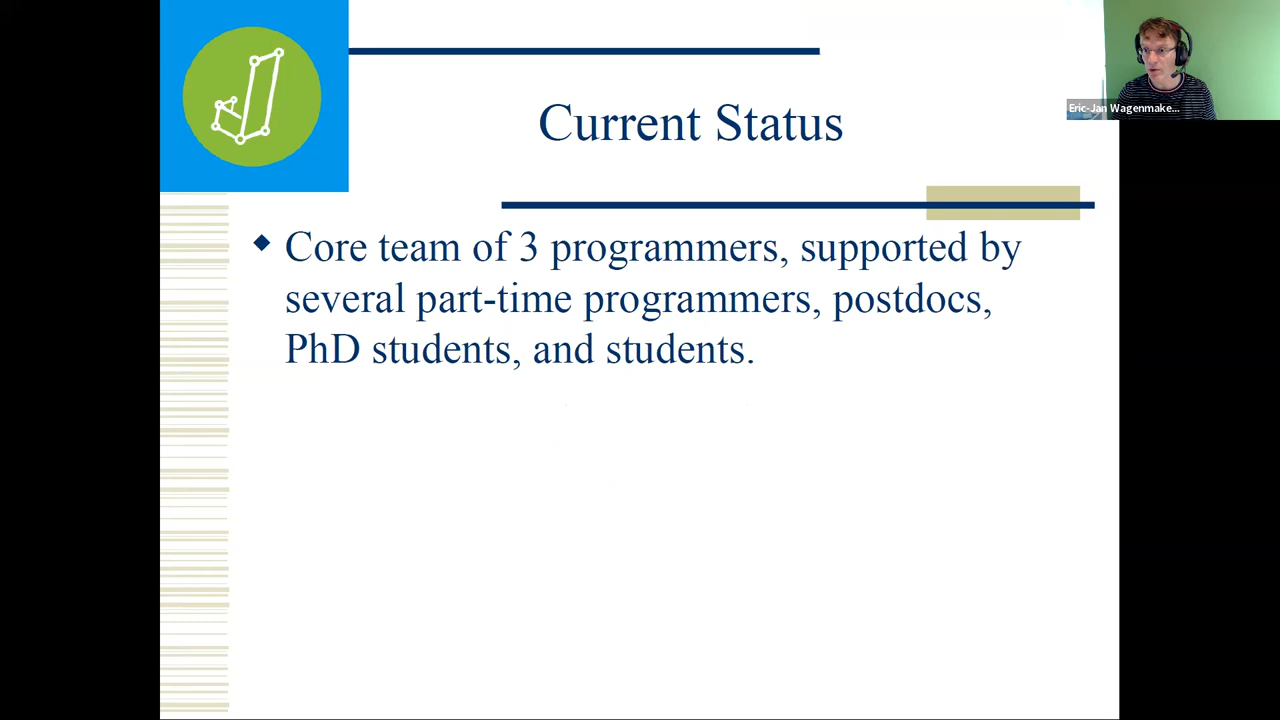 Eric-Jan Wagenmake...
Current Status
Core team of 3 programmers, supported by
several part-time programmers, postdocs,
PhD students, and students.